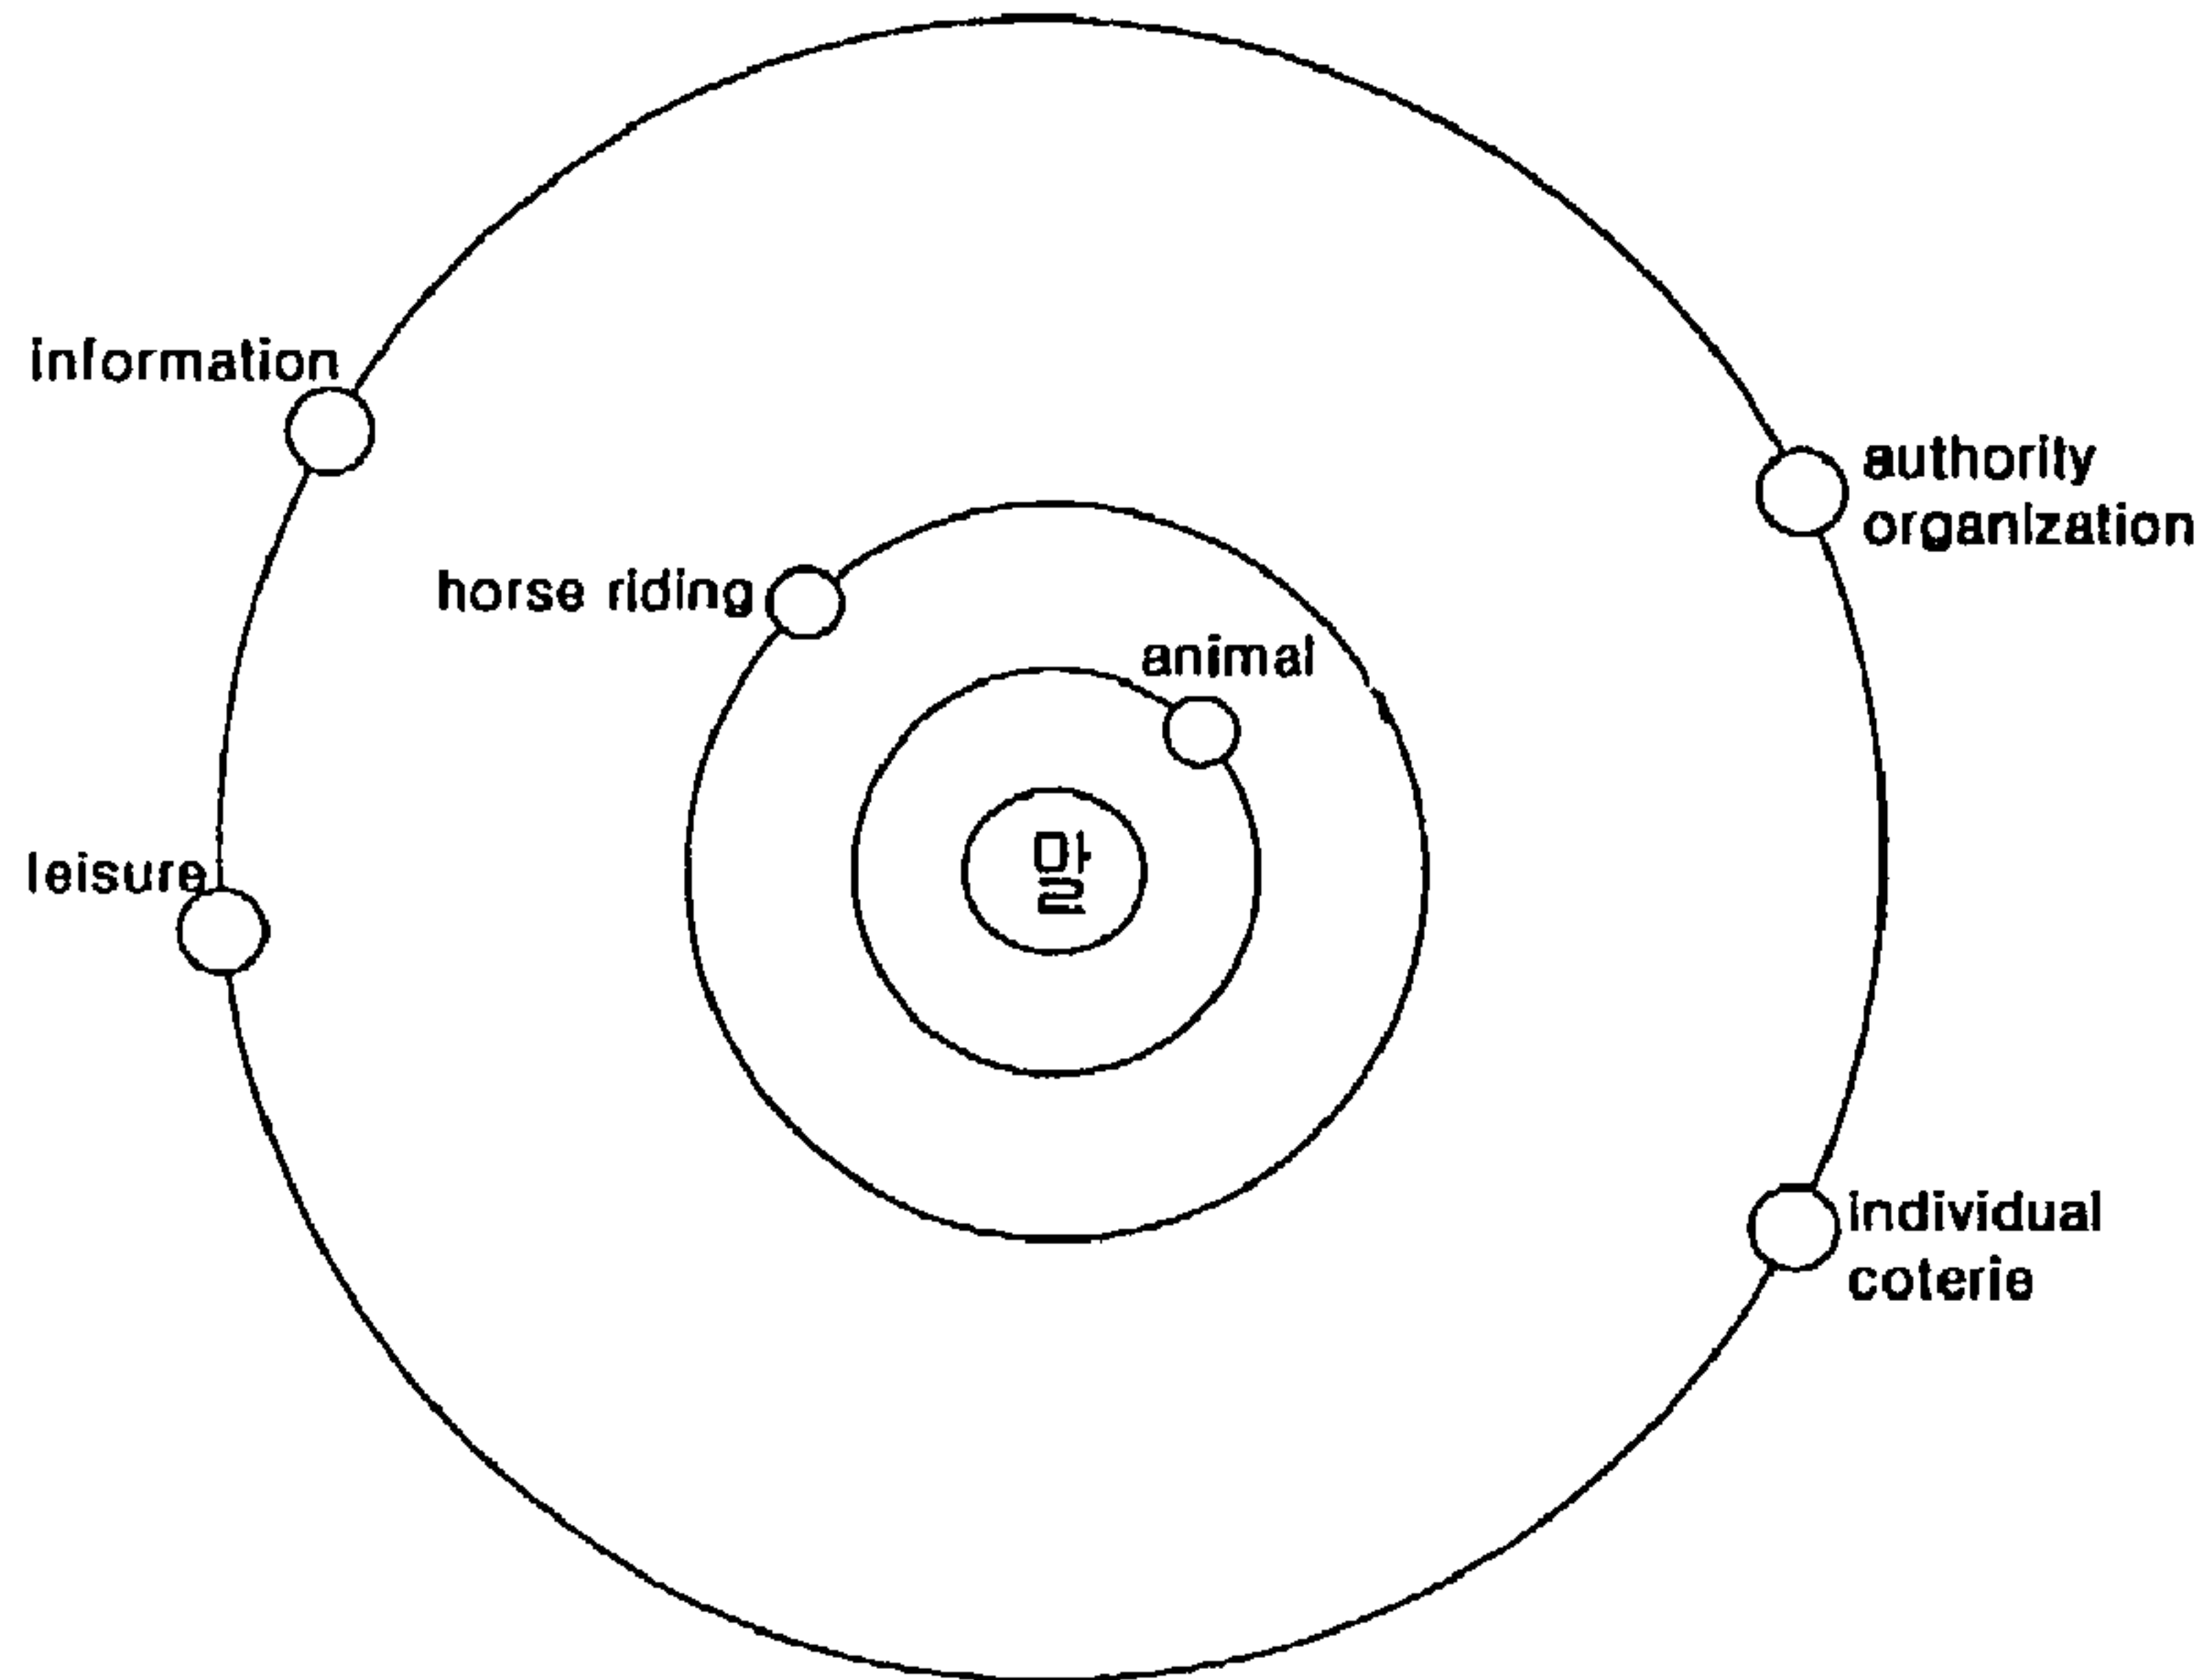 information
authority
organization
horse riding
animal
말
leisure
individual
coterie